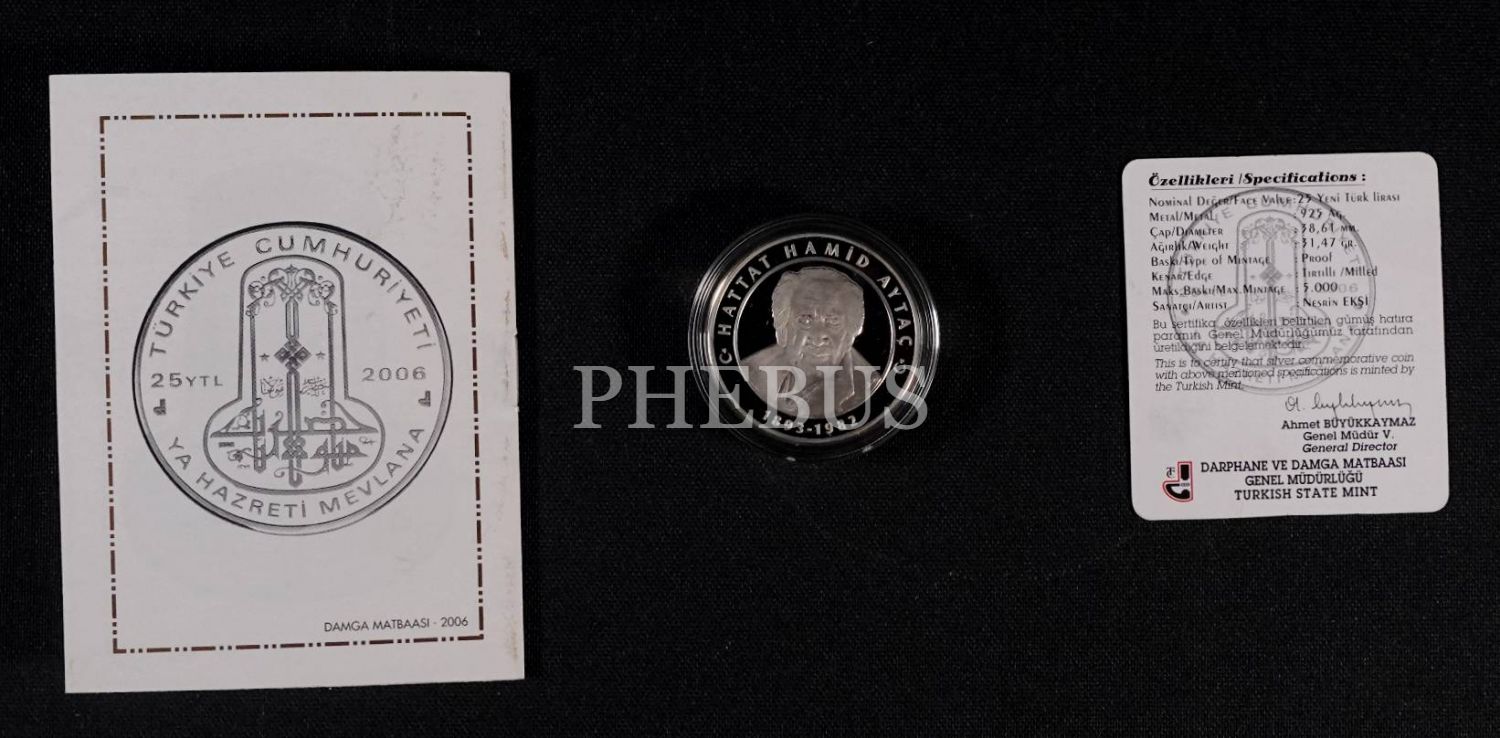 TÜRKİYE CUMHURİYETİ
25 YTL
2006
YA HAZRETİ MEVLANA
DAMGA MATBAASI - 2006
HATTAT HAMİD AYTAÇ
1893-1982
PHEBUS
Özellikleri /Specifications :
Nominal Değer/Face Value : 25 Yeni Türk lirası
Metal/Metal : 925 Ag.
Çap/Diameter : 38,61 mm.
Ağırlık/Weight : 31,47 gr.
Baskı/Type of Mintage : Proof
Kenar/Edge : Tırtıllı /Milled
Maks.Baskı/Max.Mintage : 5.000
Sanatçı/Artist : Nesrin EKŞİ
Bu sertifika, özellikleri belirtilen gümüş hatıra
paranın Genel Müdürlüğümüz tarafından
üretildiğini belgelemektedir.
This is to certify that silver commemorative coin
with above mentioned specifications is minted by
the Turkish Mint.
Ahmet BÜYÜKKAYMAZ
Genel Müdür V.
General Director
DARPHANE VE DAMGA MATBAASI
GENEL MÜDÜRLÜĞÜ
TURKISH STATE MINT